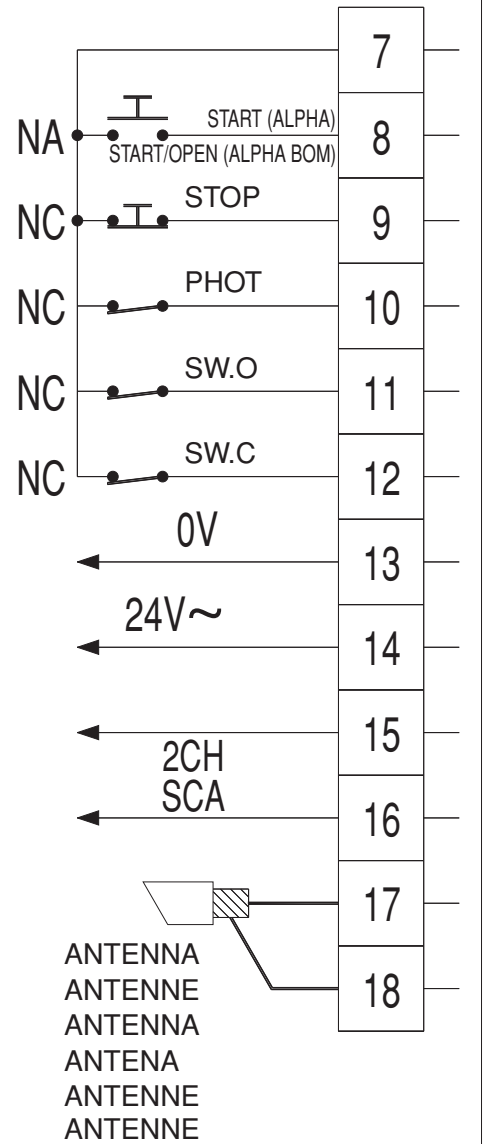 7
NA START (ALPHA) 8
START/OPEN (ALPHA BOM)
NC STOP 9
NC PHOT 10
NC SW.O 11
NC SW.C 12
0V 13
24V~ 14
15
2CH
SCA 16
17
18
ANTENNA
ANTENNE
ANTENNA
ANTENA
ANTENNE
ANTENNE